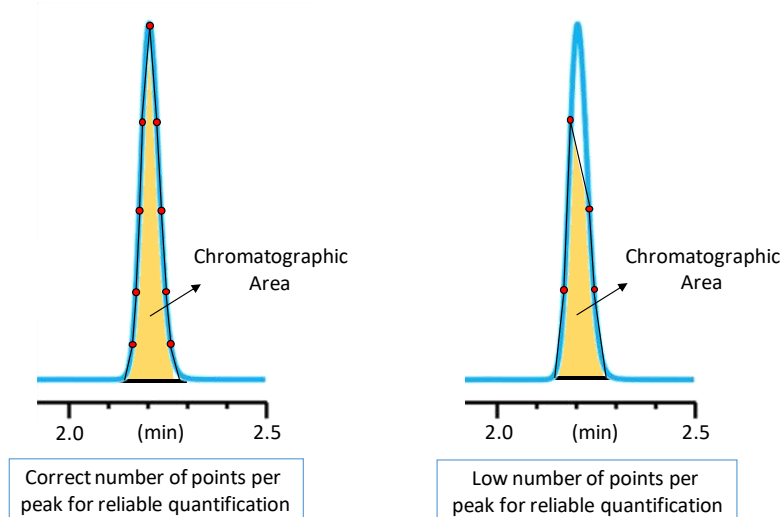 Chromatographic
Area
2.0
(min)
2.5
Correct number of points per
peak for reliable quantification
Chromatographic
Area
2.0
(min)
2.5
Low number of points per
peak for reliable quantification